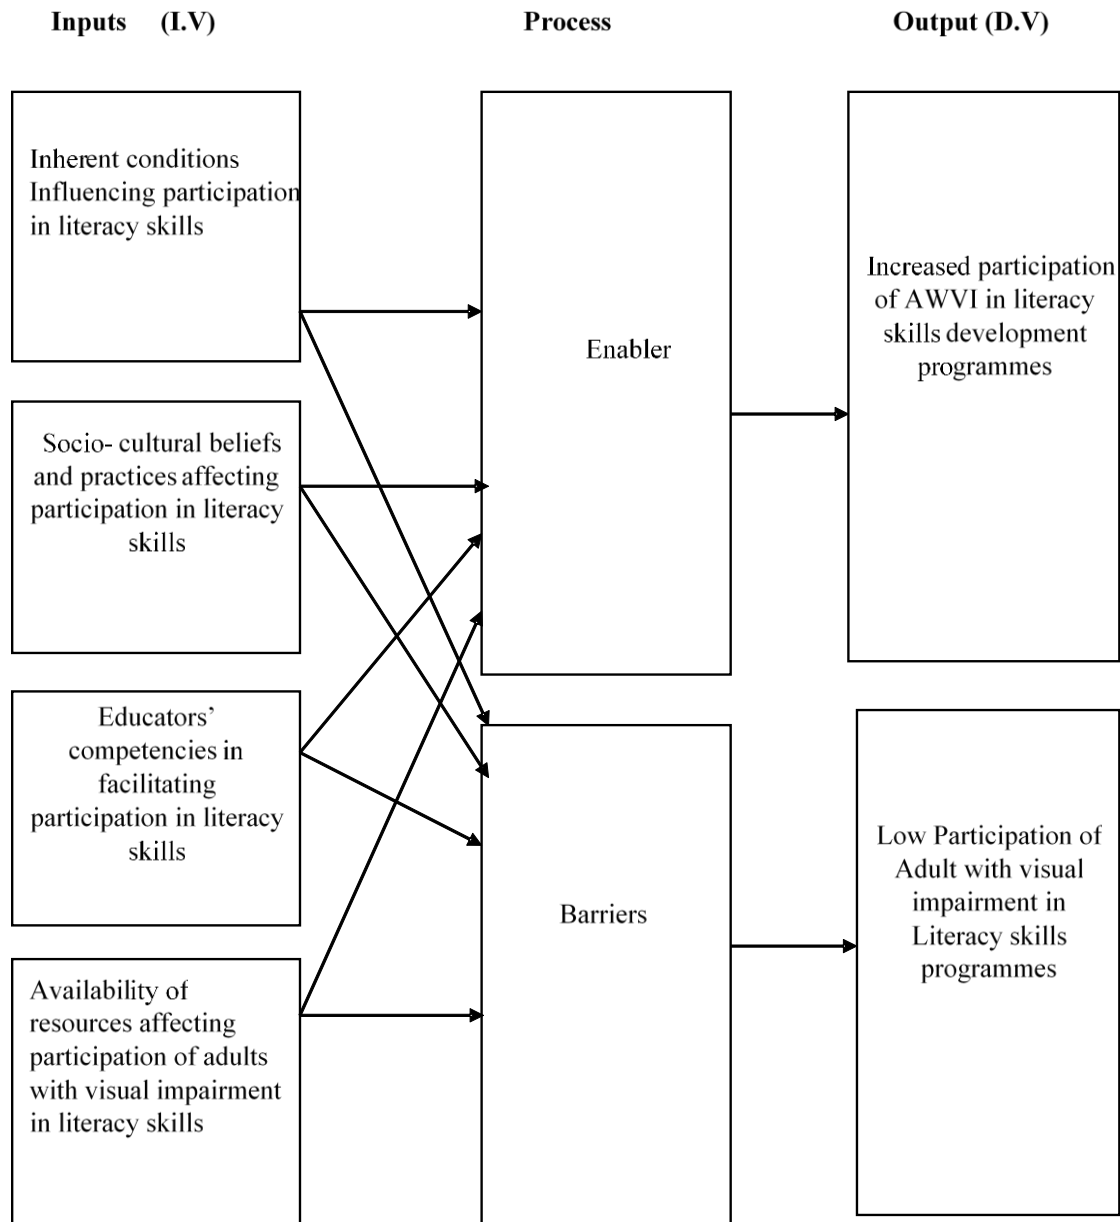 Inputs (I.V)
Process
Output (D.V)
Inherent conditions
Influencing participation
in literacy skills
Socio- cultural beliefs
and practices affecting
participation in literacy
skills
Educators’
competencies in
facilitating
participation in literacy
skills
Availability of
resources affecting
participation of adults
with visual impairment
in literacy skills
Enabler
Barriers
Increased participation
of AWVI in literacy
skills development
programmes
Low Participation of
Adult with visual
impairment in
Literacy skills
programmes